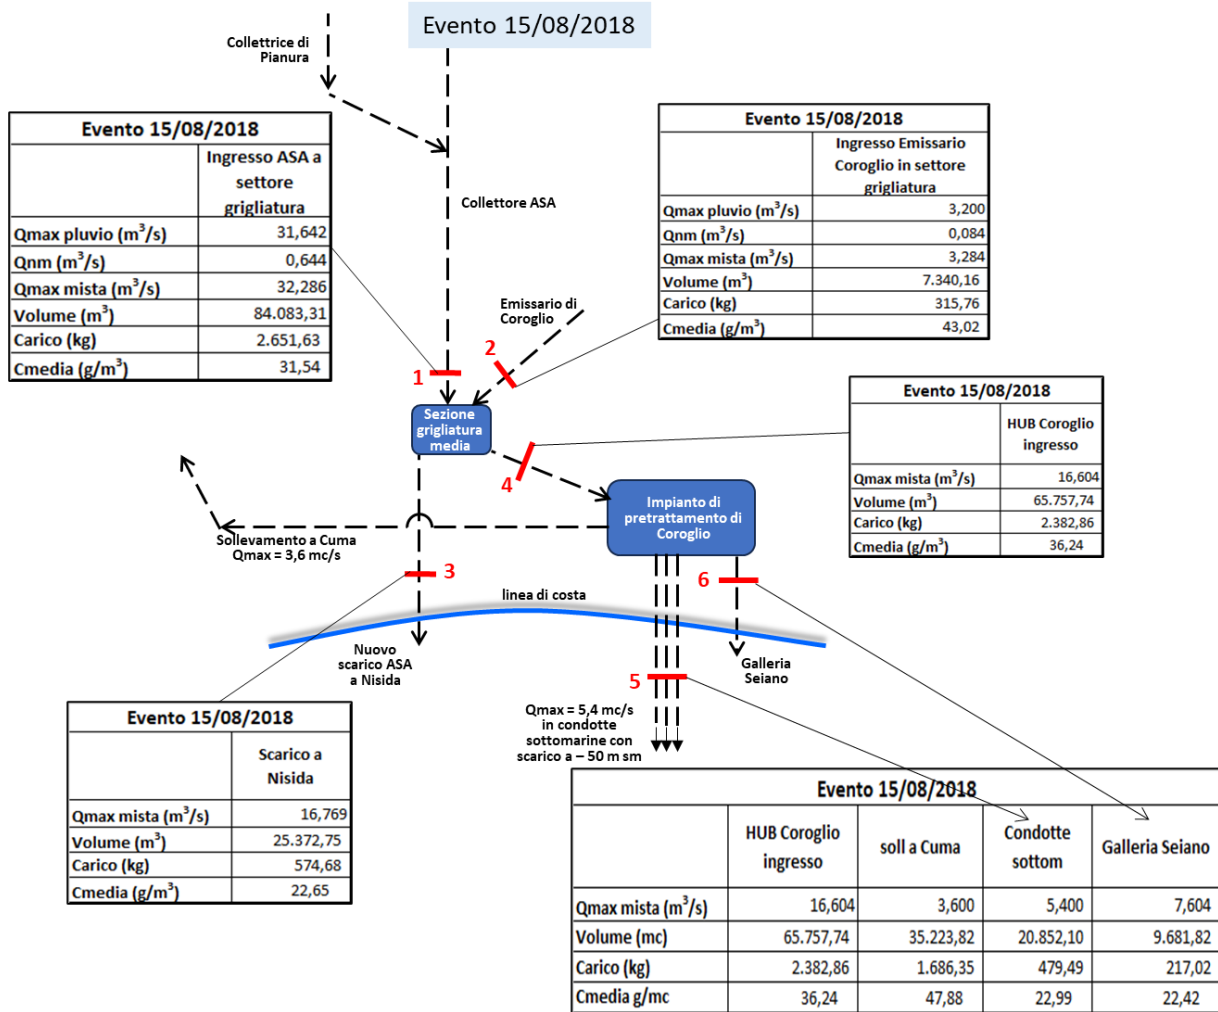 Evento 15/08/2018
Collettrice di
Pianura
Evento 15/08/2018
Ingresso ASA a
settore
grigliatura
Qmax pluvio (m³/s) 31,642
Qnm (m³/s) 0,644
Qmax mista (m³/s) 32,286
Volume (m³) 84.083,31
Carico (kg) 2.651,63
Cmedia (g/m³) 31,54
Evento 15/08/2018
Ingresso Emissario
Coroglio in settore
grigliatura
Qmax pluvio (m³/s) 3,200
Qnm (m³/s) 0,084
Qmax mista (m³/s) 3,284
Volume (m³) 7.340,16
Carico (kg) 315,76
Cmedia (g/m³) 43,02
Collettore ASA
Emissario di
Coroglio
1
2
Sezione
grigliatura
media
4
Evento 15/08/2018
HUB Coroglio
ingresso
Qmax mista (m³/s) 16,604
Volume (m³) 65.757,74
Carico (kg) 2.382,86
Cmedia (g/m³) 36,24
Impianto di
pretrattamento di
Coroglio
Sollevamento a Cuma
Qmax = 3,6 mc/s
3
6
linea di costa
Nuovo
scarico ASA
a Nisida
Galleria
Seiano
5
Qmax = 5,4 mc/s
in condotte
sottomarine con
scarico a – 50 m sm
Evento 15/08/2018
Scarico a
Nisida
Qmax mista (m³/s) 16,769
Volume (m³) 25.372,75
Carico (kg) 574,68
Cmedia (g/m³) 22,65
Evento 15/08/2018
HUB Coroglio
ingresso
soll a Cuma
Condotte
sottom
Galleria Seiano
Qmax mista (m³/s) 16,604 3,600 5,400 7,604
Volume (mc) 65.757,74 35.223,82 20.852,10 9.681,82
Carico (kg) 2.382,86 1.686,35 479,49 217,02
Cmedia g/mc 36,24 47,88 22,99 22,42